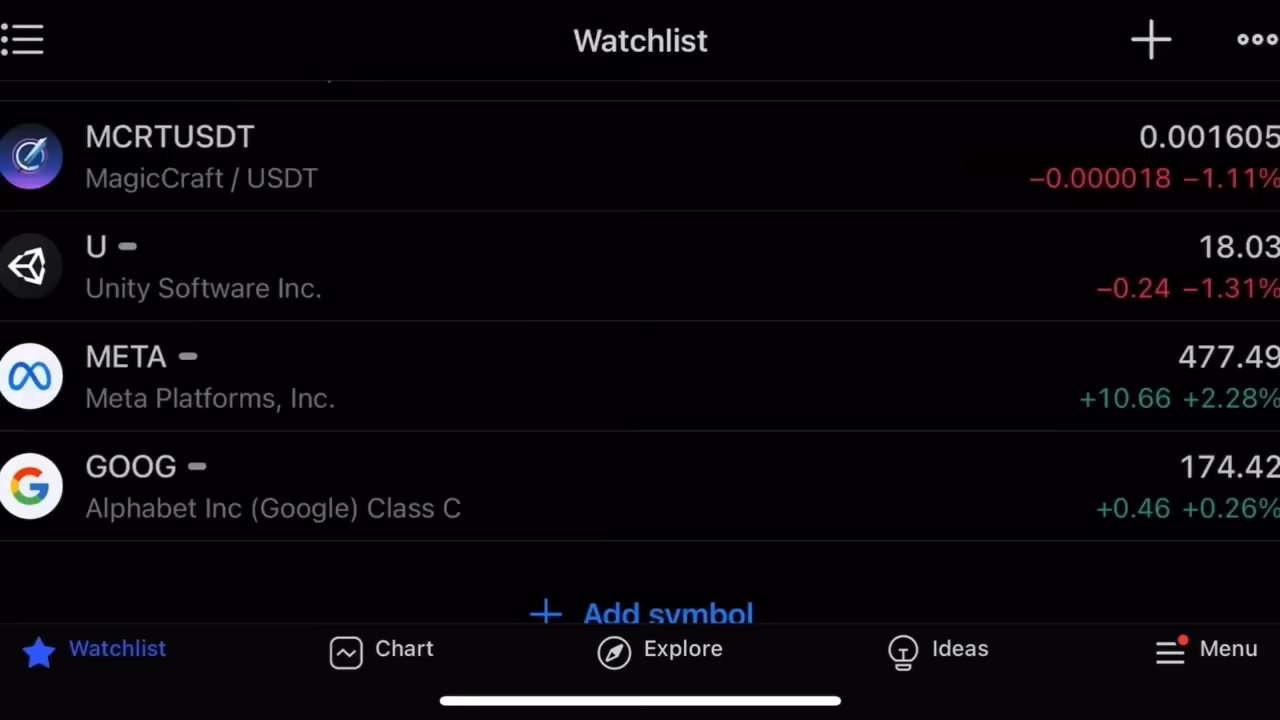 Watchlist
MCRTUSDT
0.001605
MagicCraft / USDT
−0.000018 −1.11%
U
18.03
Unity Software Inc.
−0.24 −1.31%
META
477.49
Meta Platforms, Inc.
+10.66 +2.28%
GOOG
174.42
Alphabet Inc (Google) Class C
+0.46 +0.26%
+ Add symbol
Watchlist
Chart
Explore
Ideas
Menu